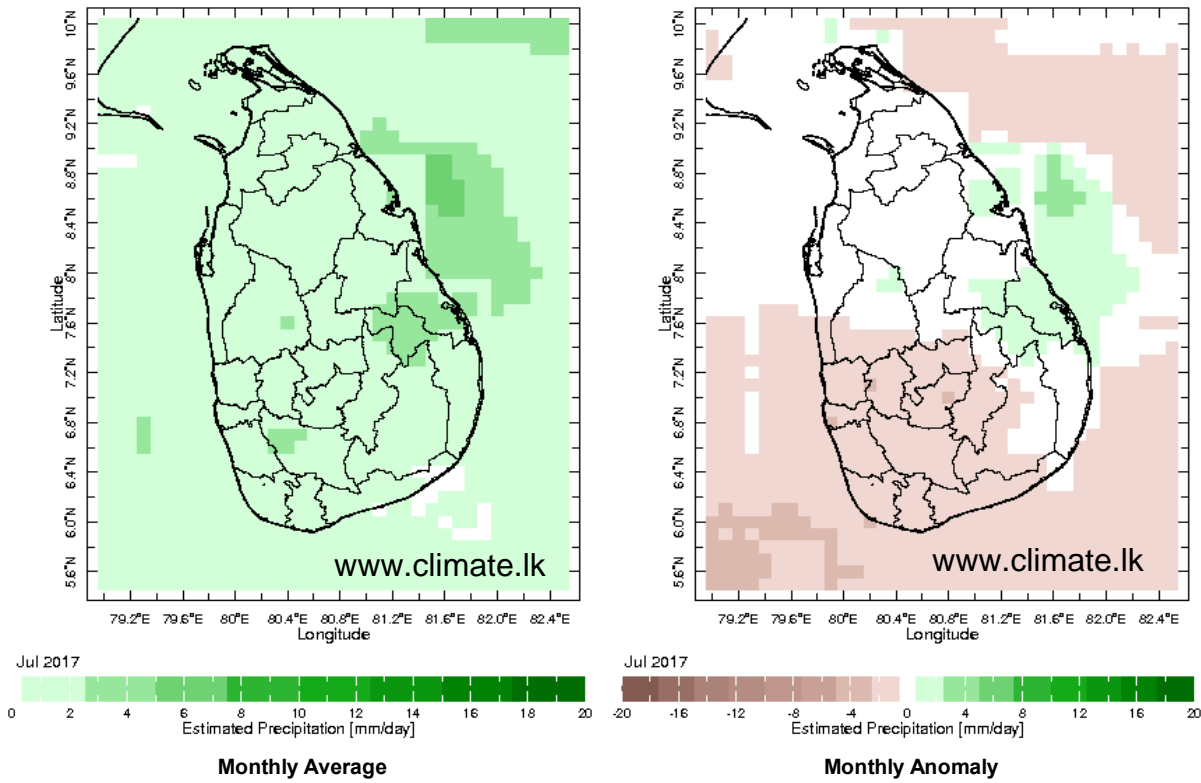 10°N
9.6°N
9.2°N
8.8°N
8.4°N
8°N
7.6°N
7.2°N
6.8°N
6.4°N
6.0°N
5.6°N
Latitude
www.climate.lk
79.2°E 79.6°E 80°E 80.4°E 80.8°E 81.2°E 81.6°E 82.0°E 82.4°E
Longitude
Jul 2017
0 2 4 6 8 10 12 14 16 18 20
Estimated Precipitation [mm/day]
Monthly Average
10°N
9.6°N
9.2°N
8.8°N
8.4°N
8°N
7.6°N
7.2°N
6.8°N
6.4°N
6.0°N
5.6°N
Latitude
www.climate.lk
79.2°E 79.6°E 80°E 80.4°E 80.8°E 81.2°E 81.6°E 82.0°E 82.4°E
Longitude
Jul 2017
-20 -16 -12 -8 -4 0 4 8 12 16 20
Estimated Precipitation [mm/day]
Monthly Anomaly